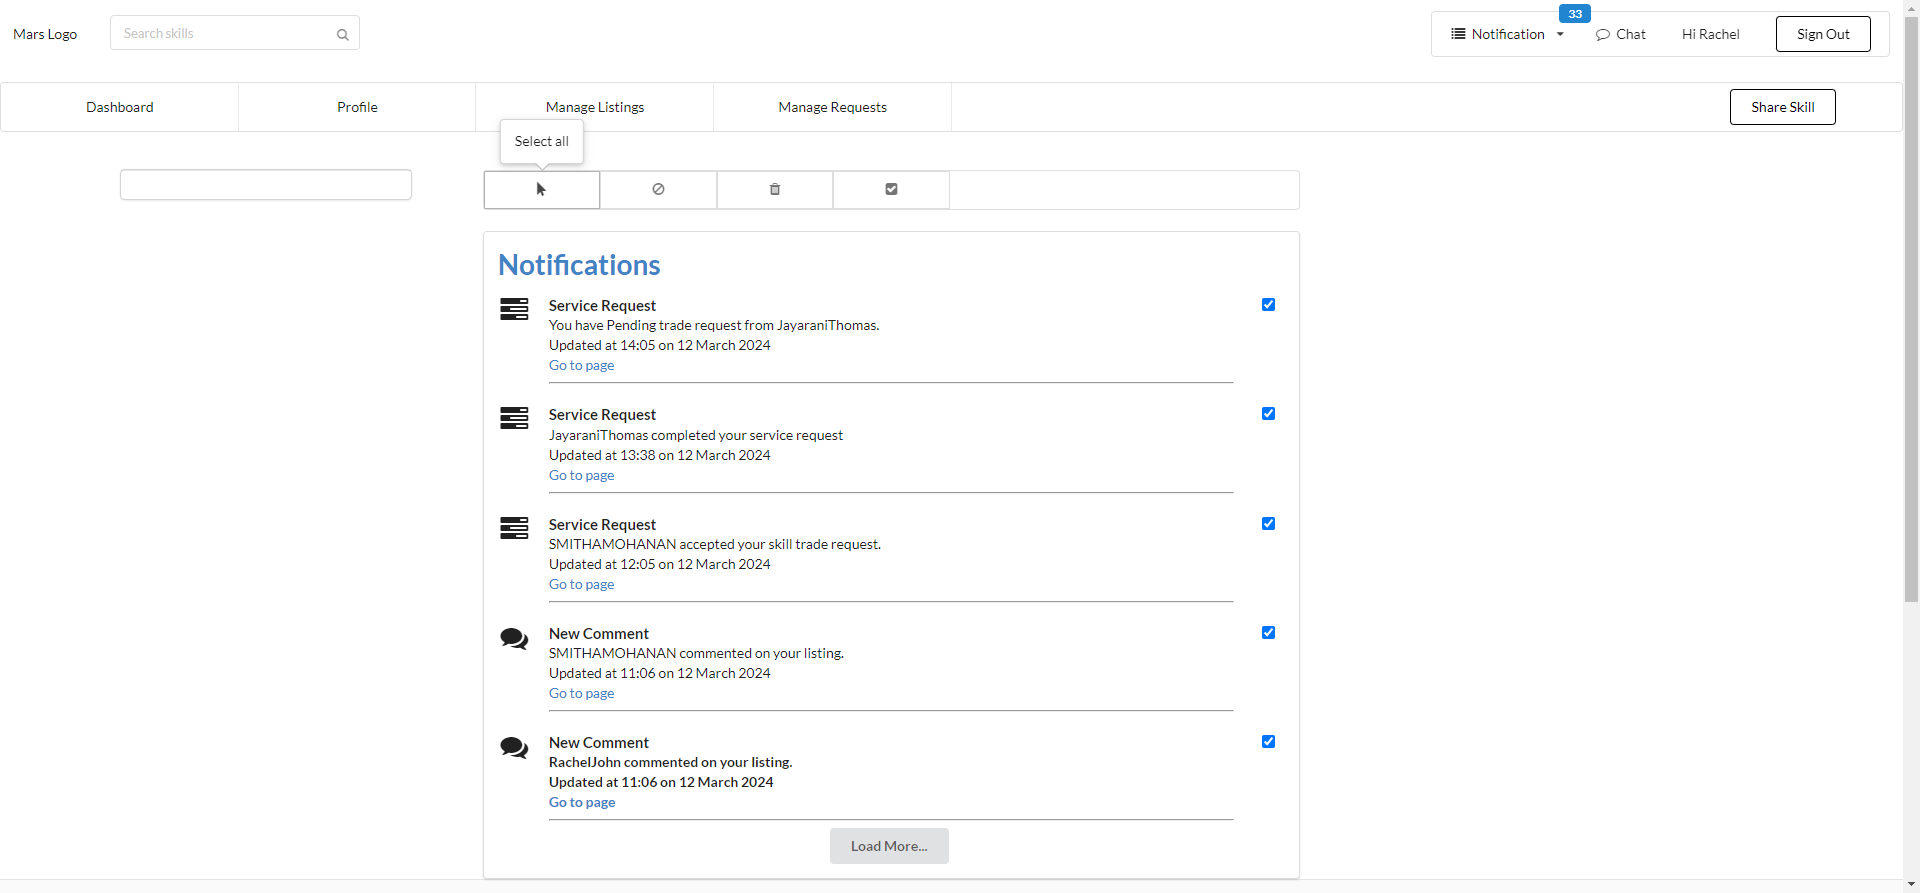 Mars Logo
Search skills
33
Notification
Chat
Hi Rachel
Sign Out
Dashboard
Profile
Manage Listings
Manage Requests
Share Skill
Select all
Notifications
Service Request
You have Pending trade request from JayaraniThomas.
Updated at 14:05 on 12 March 2024
Go to page
Service Request
JayaraniThomas completed your service request
Updated at 13:38 on 12 March 2024
Go to page
Service Request
SMITHAMOHANAN accepted your skill trade request.
Updated at 12:05 on 12 March 2024
Go to page
New Comment
SMITHAMOHANAN commented on your listing.
Updated at 11:06 on 12 March 2024
Go to page
New Comment
RachelJohn commented on your listing.
Updated at 11:06 on 12 March 2024
Go to page
Load More...